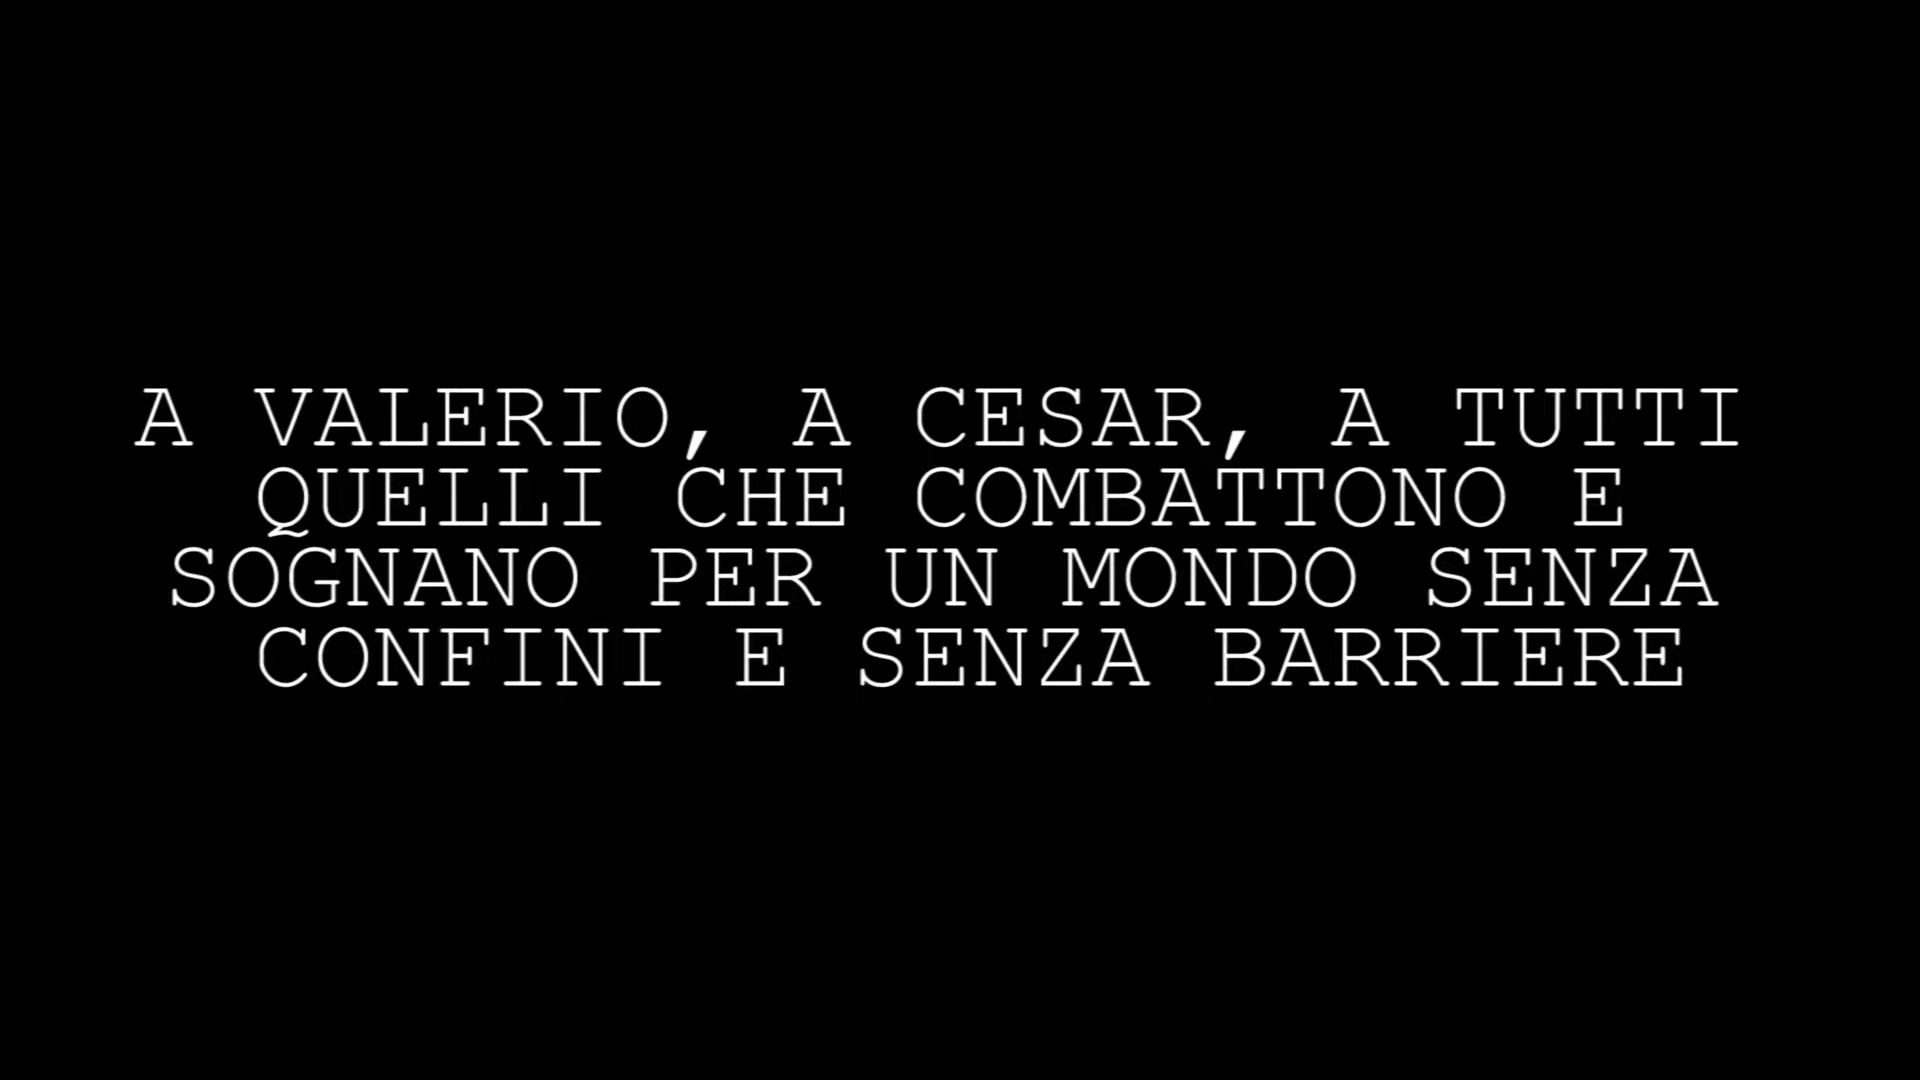 A VALERIO, A CESAR, A TUTTI
QUELLI CHE COMBATTONO E
SOGNANO PER UN MONDO SENZA
CONFINI E SENZA BARRIERE